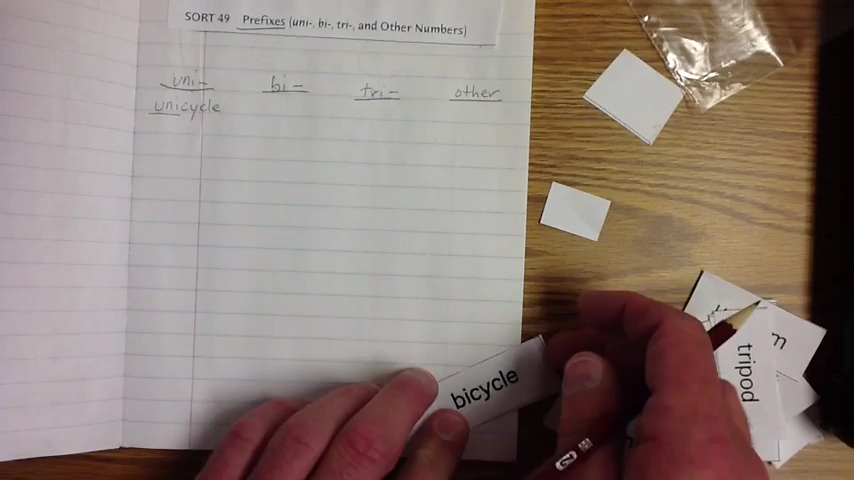 SORT 49 Prefixes (uni-, bi-, tri-, and Other Numbers)
uni- bi- tri- other
unicycle
bicycle
tripod